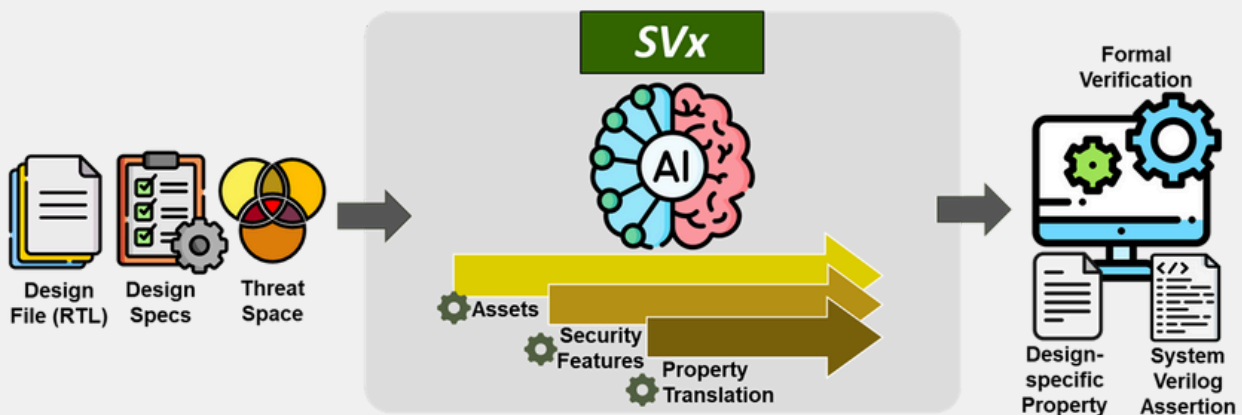 SVx
AI
Design
File (RTL)
Design
Specs
Threat
Space
Assets
Security
Features
Property
Translation
Formal
Verification
</>
Design-
specific
Property
System
Verilog
Assertion